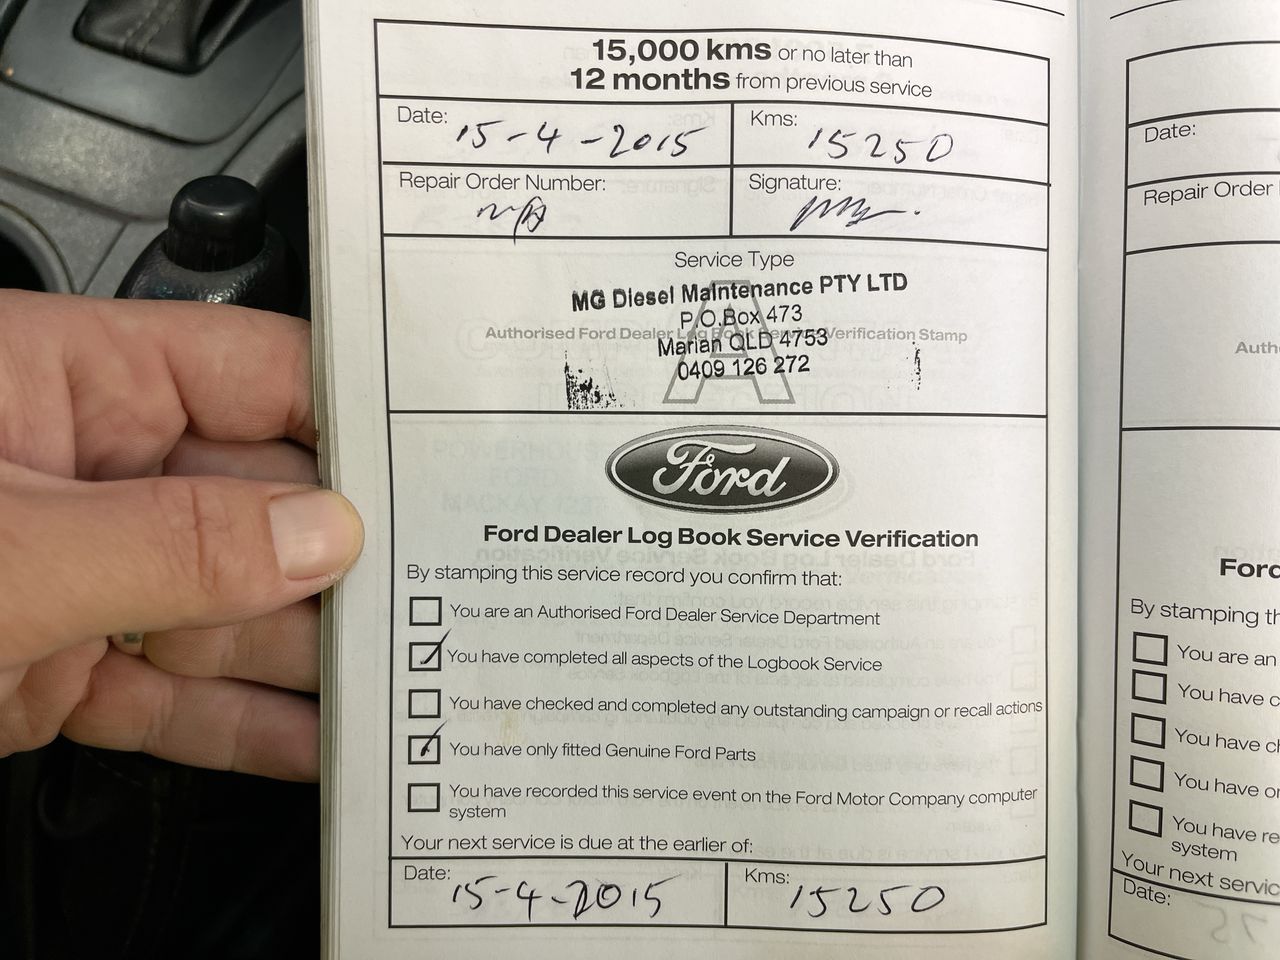 15,000 kms or no later than
12 months from previous service
Date: 15-4-2015
Kms: 15250
Repair Order Number:
Signature:
Service Type
MG Diesel Maintenance PTY LTD
P.O.Box 473
Authorised Ford Dealer Log Book Service Verification Stamp
Marian QLD 4753
0409 126 272
A
Ford
Ford Dealer Log Book Service Verification
By stamping this service record you confirm that:
You are an Authorised Ford Dealer Service Department
You have completed all aspects of the Logbook Service
You have checked and completed any outstanding campaign or recall actions
You have only fitted Genuine Ford Parts
You have recorded this service event on the Ford Motor Company computer
system
Your next service is due at the earlier of:
Date: 15-4-2015
Kms: 15250
Date:
Repair Order
Ford
By stamping
You are an
You have
You have
You have
You have
system
Your next
Date: